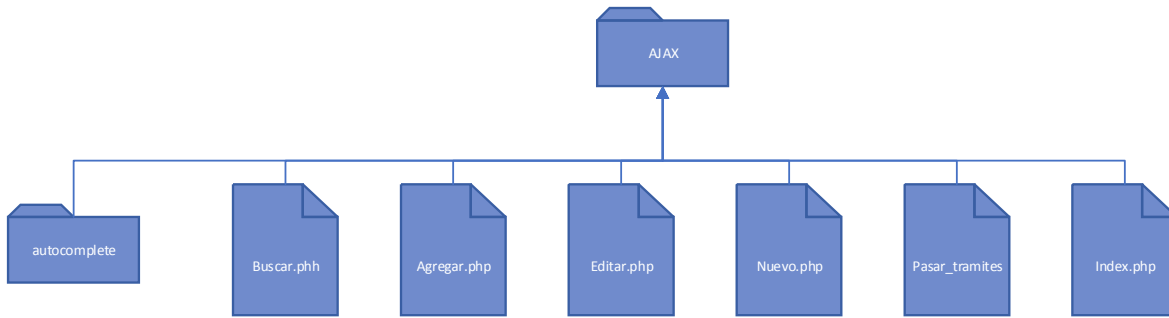 AJAX
autocomplete
Buscar.phh
Agregar.php
Editar.php
Nuevo.php
Pasar_tramites
Index.php